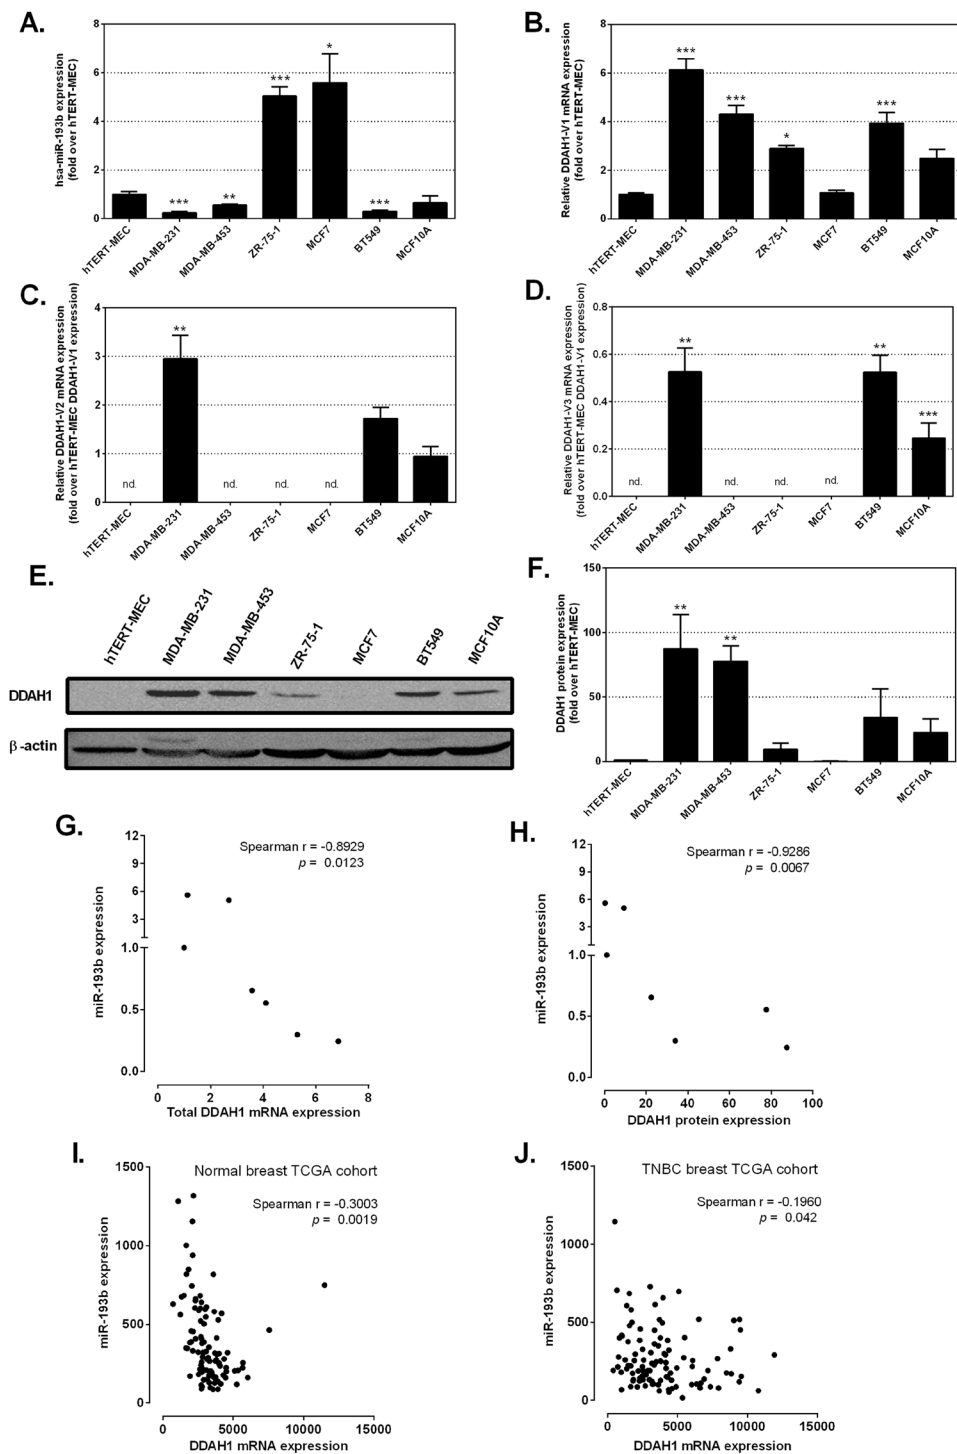 A.
hsa-miR-193b expression
(fold over hTERT-MEC)
8
6
4
2
0
***
**
***
*
***
hTERT-MEC
MDA-MB-231
MDA-MB-453
ZR-75-1
MCF7
BT549
MCF10A
B.
Relative DDAH1-V1 mRNA expression
(fold over hTERT-MEC)
8
6
4
2
0
***
***
*
***
hTERT-MEC
MDA-MB-231
MDA-MB-453
ZR-75-1
MCF7
BT549
MCF10A
C.
Relative DDAH1-V2 mRNA expression
(fold over hTERT-MEC DDAH1-V1 expression)
4
3
2
1
0
nd.
**
nd.
nd.
nd.
hTERT-MEC
MDA-MB-231
MDA-MB-453
ZR-75-1
MCF7
BT549
MCF10A
D.
Relative DDAH1-V3 mRNA expression
(fold over hTERT-MEC DDAH1-V1 expression)
0.8
0.6
0.4
0.2
0.0
nd.
**
nd.
nd.
nd.
**
***
hTERT-MEC
MDA-MB-231
MDA-MB-453
ZR-75-1
MCF7
BT549
MCF10A
E.
hTERT-MEC
MDA-MB-231
MDA-MB-453
ZR-75-1
MCF7
BT549
MCF10A
DDAH1
β-actin
F.
DDAH1 protein expression
(fold over hTERT-MEC)
150
100
50
0
**
**
hTERT-MEC
MDA-MB-231
MDA-MB-453
ZR-75-1
MCF7
BT549
MCF10A
G.
miR-193b expression
12
9
6
3
1.0
0.5
0.0
Spearman r = -0.8929
p = 0.0123
0
2
4
6
8
Total DDAH1 mRNA expression
H.
miR-193b expression
12
9
6
3
1.0
0.5
0.0
Spearman r = -0.9286
p = 0.0067
0
20
40
60
80
100
DDAH1 protein expression
I.
miR-193b expression
1500
1000
500
0
Normal breast TCGA cohort
Spearman r = -0.3003
p = 0.0019
0
5000
10000
15000
DDAH1 mRNA expression
J.
miR-193b expression
1500
1000
500
0
TNBC breast TCGA cohort
Spearman r = -0.1960
p = 0.042
0
5000
10000
15000
DDAH1 mRNA expression